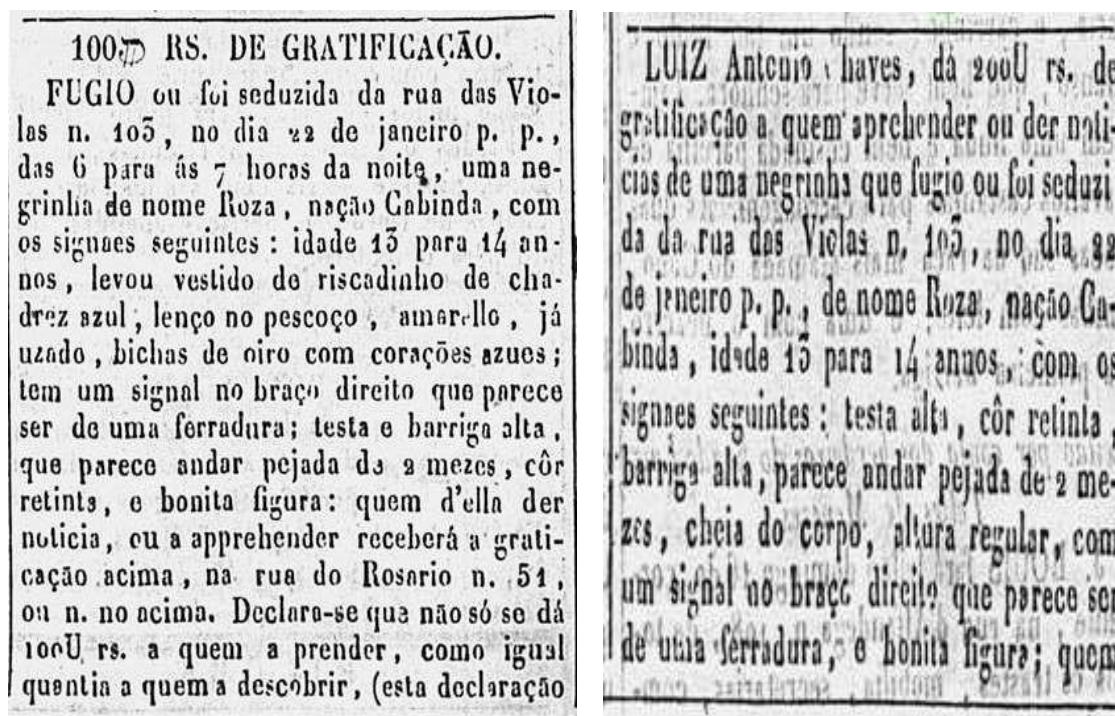 100U RS. DE GRATIFICAÇÃO.
FUGIO ou foi seduzida da rua das Vio-
las n. 103, no dia 22 de janeiro p. p.,
das 6 para ás 7 horas da noite, uma ne-
grinha de nome Roza, nação Cabinda, com
os signaes seguintes: idade 13 para 14 an-
nos, levou vestido de riscadinho de cha-
drez azul, lenço no pescoço, amarello, já
uzado, bichas de oiro com corações azues;
tem um signal no braço direito que parece
ser de uma ferradura; testa e barriga alta,
que parece andar pejada de 2 mezes, côr
retinta, e bonita figura: quem d'ella der
noticia, ou a apprehender receberá a grati-
cação acima, na rua do Rosario n. 51,
ou n. no acima. Declara-se que não só se dá
100U rs. a quem a prender, como igual
quantia a quem a descobrir, (esta declaração
LUIZ Antonio Chaves, dá 200U rs. de
gratificação a quem aprehender ou der noti-
cias de uma negrinha que fugio ou foi seduzi-
da da rua das Violas n. 103, no dia 22
de janeiro p. p., de nome Roza, nação Ca-
binda, idade 13 para 14 annos, com os
signaes seguintes: testa alta, côr retinta,
barriga alta, parece andar pejada de 2 me-
zes, cheia do corpo, altura regular, com
um signal no braço direito que parece ser
de uma ferradura, e bonita figura; quem